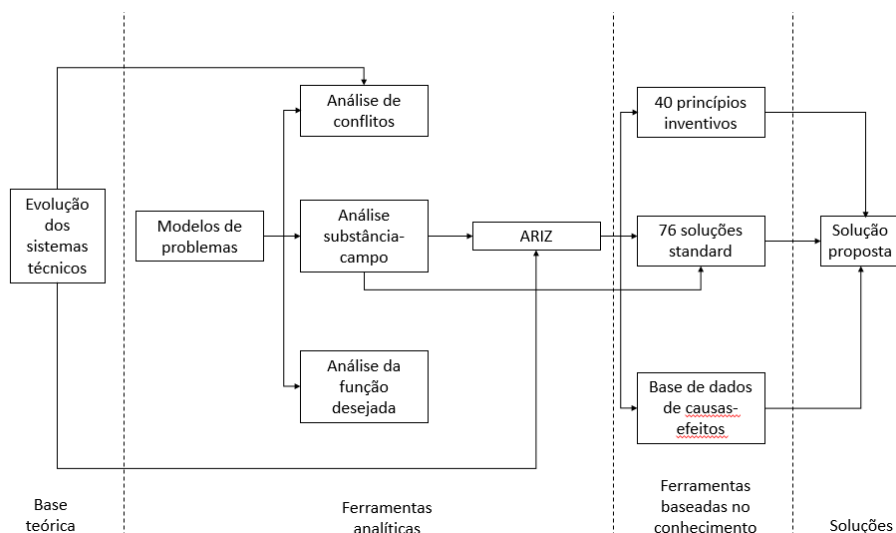 Evolução
dos
sistemas
técnicos
Modelos de
problemas
Análise de
conflitos
Análise
substância-
campo
Análise da
função
desejada
ARIZ
40 princípios
inventivos
76 soluções
standard
Base de dados
de causas-
efeitos
Solução
proposta
Base
teórica
Ferramentas
analíticas
Ferramentas
baseadas no
conhecimento
Soluções